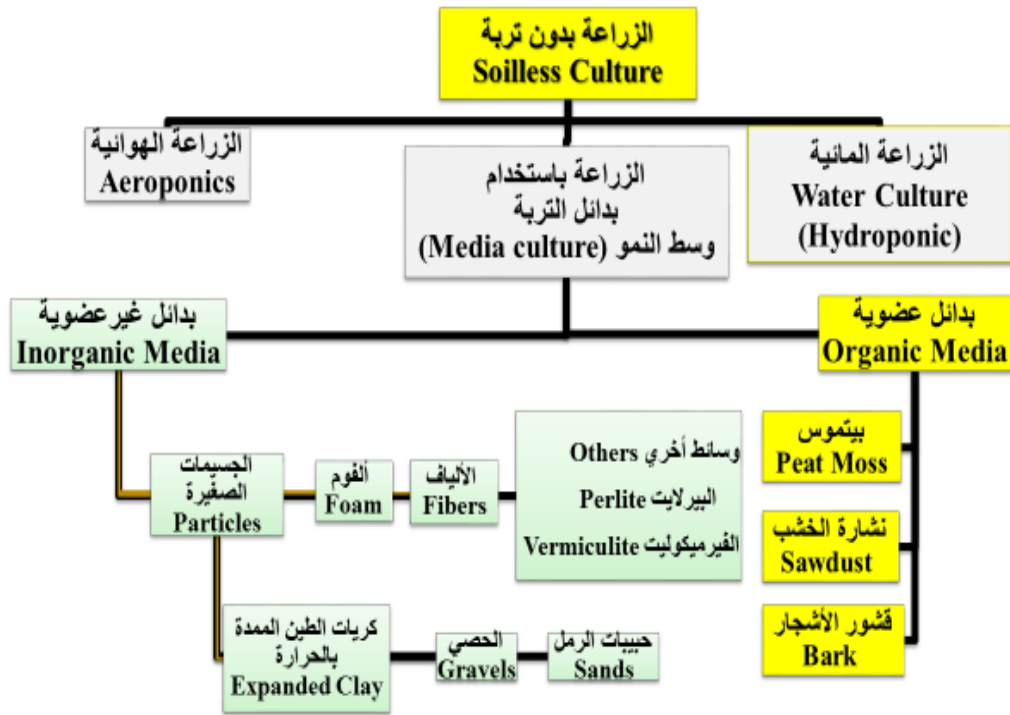 الزراعة بدون تربة
Soilless Culture
الزراعة المائية
Water Culture
(Hydroponic)
الزراعة باستخدام
بدائل التربة
وسط النمو (Media culture)
الزراعة الهوائية
Aeroponics
بدائل عضوية
Organic Media
بدائل غيرعضوية
Inorganic Media
بيتموس
Peat Moss
نشارة الخشب
Sawdust
قشور الأشجار
Bark
وسائط أخري Others
البيرلايت Perlite
الفيرميكوليت Vermiculite
الألياف
Fibers
ألفوم
Foam
الجسيمات
الصغيرة
Particles
كريات الطين الممدة
بالحرارة
Expanded Clay
الحصي
Gravels
حبيبات الرمل
Sands